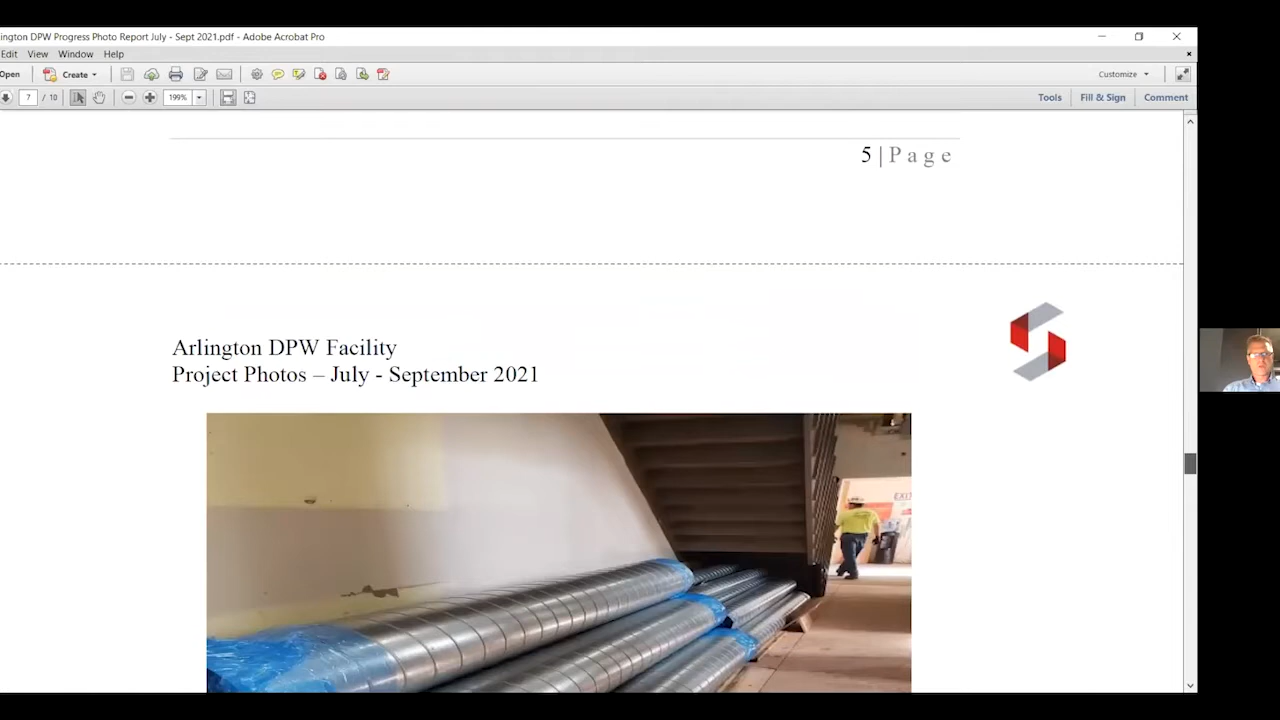 ington DPW Progress Photo Report July - Sept 2021.pdf - Adobe Acrobat Pro
Edit View Window Help
Open Create Customize
7 / 10 199% Tools Fill & Sign Comment
5 | Page
Arlington DPW Facility
Project Photos – July - September 2021
EXIT